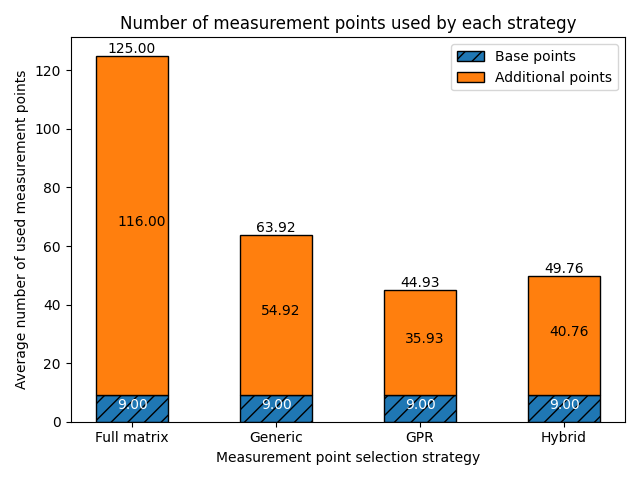 Number of measurement points used by each strategy
Base points
Additional points
Average number of used measurement points
120
100
80
60
40
20
0
125.00
116.00
9.00
63.92
54.92
9.00
44.93
35.93
9.00
49.76
40.76
9.00
Full matrix
Generic
GPR
Hybrid
Measurement point selection strategy